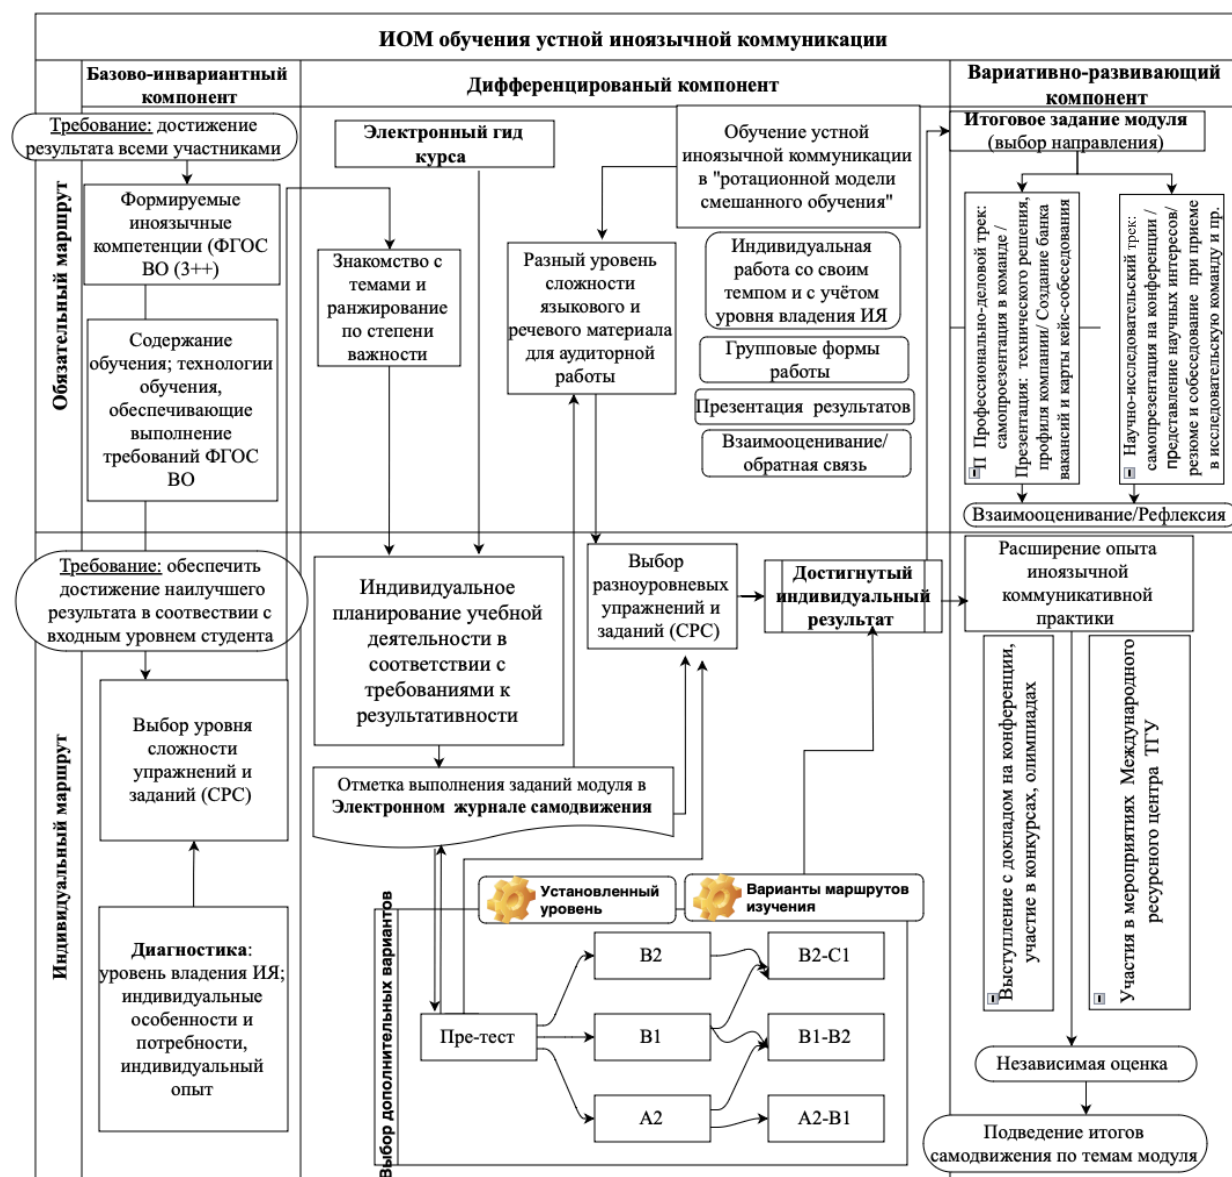 ИОМ обучения устной иноязычной коммуникации
Базово-инвариантный
компонент
Дифференцированый компонент
Вариативно-развивающий
компонент
Обязательный маршрут
Требование: достижение
результата всеми участниками
Формируемые
иноязычные
компетенции (ФГОС
ВО (3++)
Содержание
обучения; технологии
обучения,
обеспечивающие
выполнение
требований ФГОС
ВО
Электронный гид
курса
Знакомство с
темами и
ранжирование
по степени
важности
Разный уровень
сложности
языкового и
речевого материала
для аудиторной
работы
Обучение устной
иноязычной коммуникации
в "ротационной модели
смешанного обучения"
Индивидуальная
работа со своим
темпом и с учётом
уровня владения ИЯ
Групповые формы
работы
Презентация результатов
Взаимооценивание/
обратная связь
Итоговое задание модуля
(выбор направления)
П Профессионально-деловой трек:
самопроезентация в команде /
Презентация: технического решения,
профиля компании/ Создание банка
вакансий и карты кейс-собеседования
Научно-исследовательский трек:
самопрезентация на конференции /
представление научных интересов/
резюме и собеседование при приеме
в исследовательскую команду и пр.
Взаимооценивание/Рефлексия
Индивидуальный маршрут
Требование: обеспечить
достижение наилучшего
результата в соотвествии с
входным уровнем студента
Выбор уровня
сложности
упражнений и
заданий (СРС)
Диагностика:
уровень владения ИЯ;
индивидуальные
особенности и
потребности,
индивидуальный
опыт
Индивидуальное
планирование учебной
деятельности в
соответствии с
требованиями к
результативности
Отметка выполнения заданий модуля в
Электронном журнале самодвижения
Выбор
разноуровневых
упражнений и
заданий (СРС)
Достигнутый
индивидуальный
результат
Выбор дополнительных вариантов
Установленный
уровень
Варианты маршрутов
изучения
Пре-тест
B2
B1
A2
B2-C1
B1-B2
A2-B1
Расширение опыта
иноязычной
коммуникативной
практики
Выступление с докладом на конференции,
участие в конкурсах, олимпиадах
Участия в мероприятиях Международного
ресурсного центра ТГУ
Независимая оценка
Подведение итогов
самодвижения по темам модуля